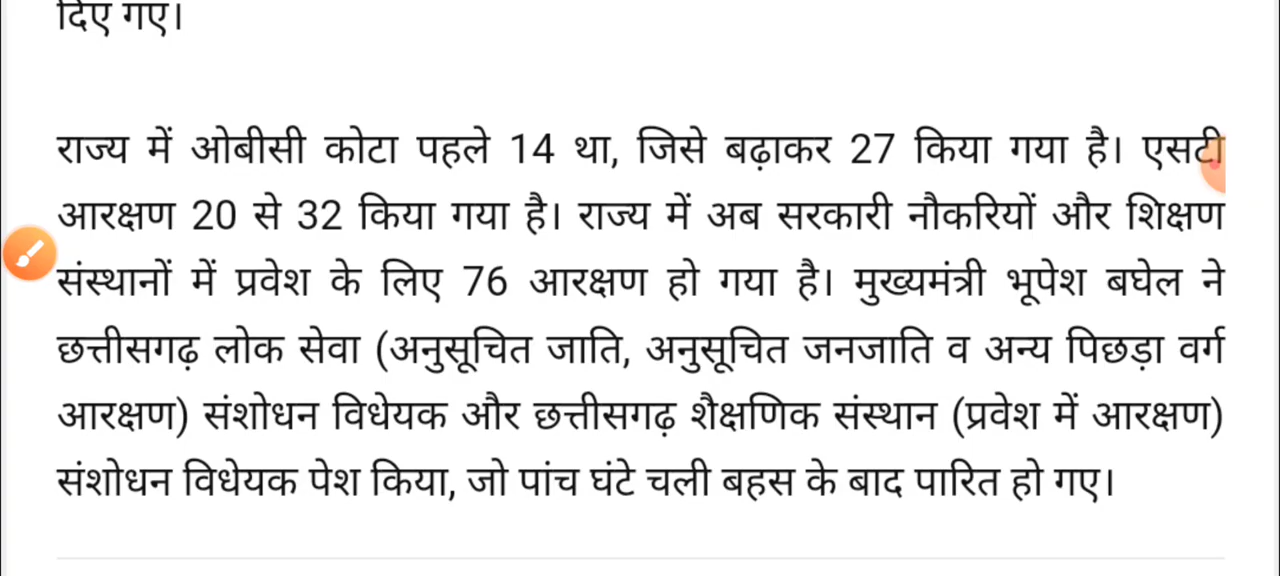 दिए गए।
राज्य में ओबीसी कोटा पहले 14 था, जिसे बढ़ाकर 27 किया गया है। एसटी
आरक्षण 20 से 32 किया गया है। राज्य में अब सरकारी नौकरियों और शिक्षण
संस्थानों में प्रवेश के लिए 76 आरक्षण हो गया है। मुख्यमंत्री भूपेश बघेल ने
छत्तीसगढ़ लोक सेवा (अनुसूचित जाति, अनुसूचित जनजाति व अन्य पिछड़ा वर्ग
आरक्षण) संशोधन विधेयक और छत्तीसगढ़ शैक्षणिक संस्थान (प्रवेश में आरक्षण)
संशोधन विधेयक पेश किया, जो पांच घंटे चली बहस के बाद पारित हो गए।